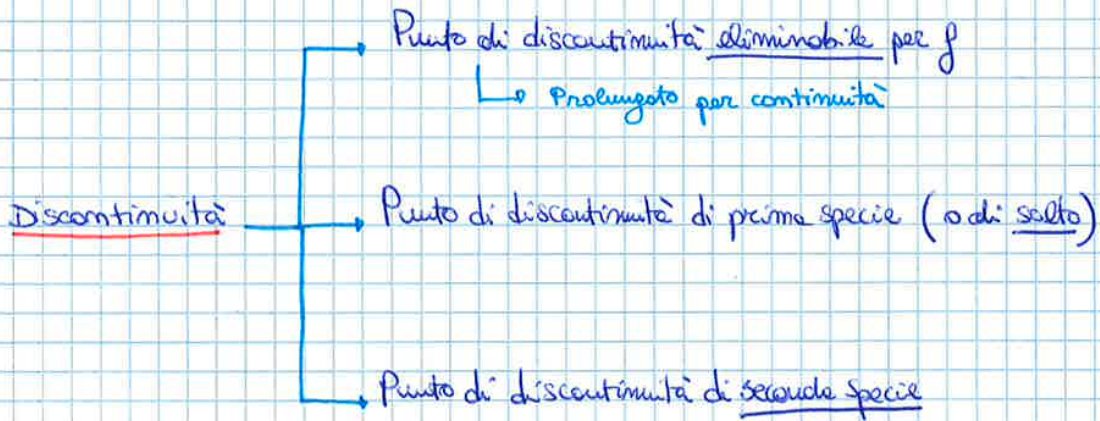 Punto di discontinuità eliminabile per f
Prolungato per continuità
Discontinuità
Punto di discontinuità di prima specie (o di salto)
Punto di discontinuità di seconda specie